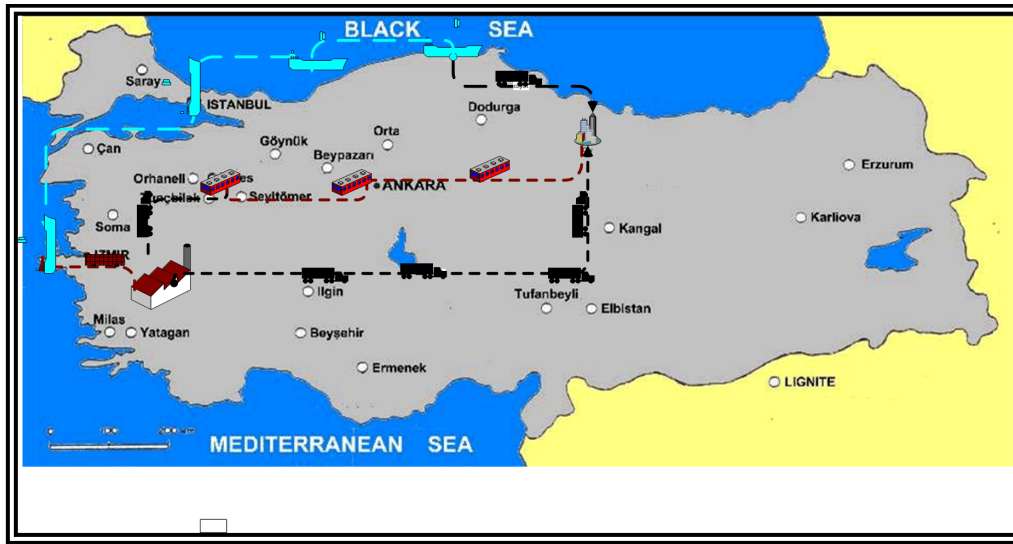 BLACK SEA
Saray
ISTANBUL
Dodurga
Çan
Göynük
Orta
Beypazarı
Orhaneli
ANKARA
Seyitömer
Erzurum
Soma
Kangal
Karliova
IZMIR
Ilgin
Tufanbeyli
Elbistan
Milas
Yatagan
Beyşehir
Ermenek
LIGNITE
MEDITERRANEAN SEA